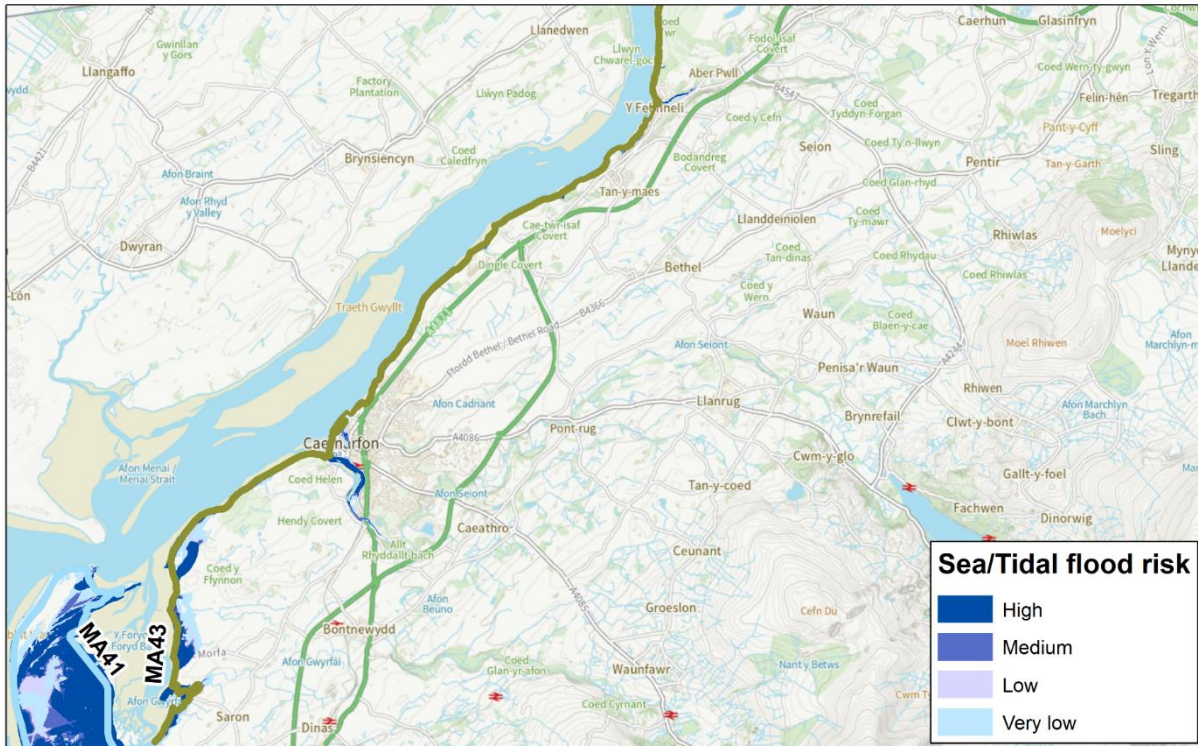 Gwinllan
y Gors
Llanedwen
Llwyn
Caerhun
Glasinfryn
Llangaffo
Factory
Plantation
Llwyn Padog
Fodol-isaf
Covert
Aber Pwll
Coed Wern-ty-gwyn
Lon Y Wern
Tregarth
Felin-hên
B4547
Coed
Tyddyn-Forgan
Coed y Cefn
B4421
Brynsiencyn
Coed
Caledfryn
Afon Braint
Bodandreg
Covert
Seion
Coed Ty'n-llwyn
Pant-y-Cyff
Pentir
Tan-y-Garth
Sling
Afon Rhyd
y Valley
Tan-y-maes
Coed Glan-rhyd
Dwyran
Cae-twr-isaf
Covert
Llanddeiniolen
Coed
Ty-mawr
Rhiwlas
Moelyci
Dingle Covert
Bethel
Coed
Tan-dinas
Coed Rhydau
Coed Rhiwlas
Traeth Gwyllt
Coed y
Wern
B4366
Ffordd Bethel / Bethel Road
Waun
Coed
Blaen-y-cae
Afon Seiont
Moel Rhiwen
Afon
Penisa'r Waun
A4244
Rhiwen
Afon Cadnant
Llanrug
Brynrefail
Clwt-y-bont
Afon Marchlyn
Bach
A4086
Pont-rug
Cwm-y-glo
Afon Menai /
Menai Strait
Coed Helen
Gallt-y-foel
Afon Seiont
Tan-y-coed
Fachwen
Dinorwig
Hendy Covert
Caeathro
Allt
Rhyddallt-bach
Ceunant
Coed y
Ffynnon
A4085
Afon
Beuno
Groeslon
Cefn Du
MA41
MA43
Bontnewydd
Afon Gwyrfai
Coed
Glan-yr-afon
Waunfawr
Nant y Betws
Saron
Coed Cyrnant
Dinas
Sea/Tidal flood risk
High
Medium
Low
Very low